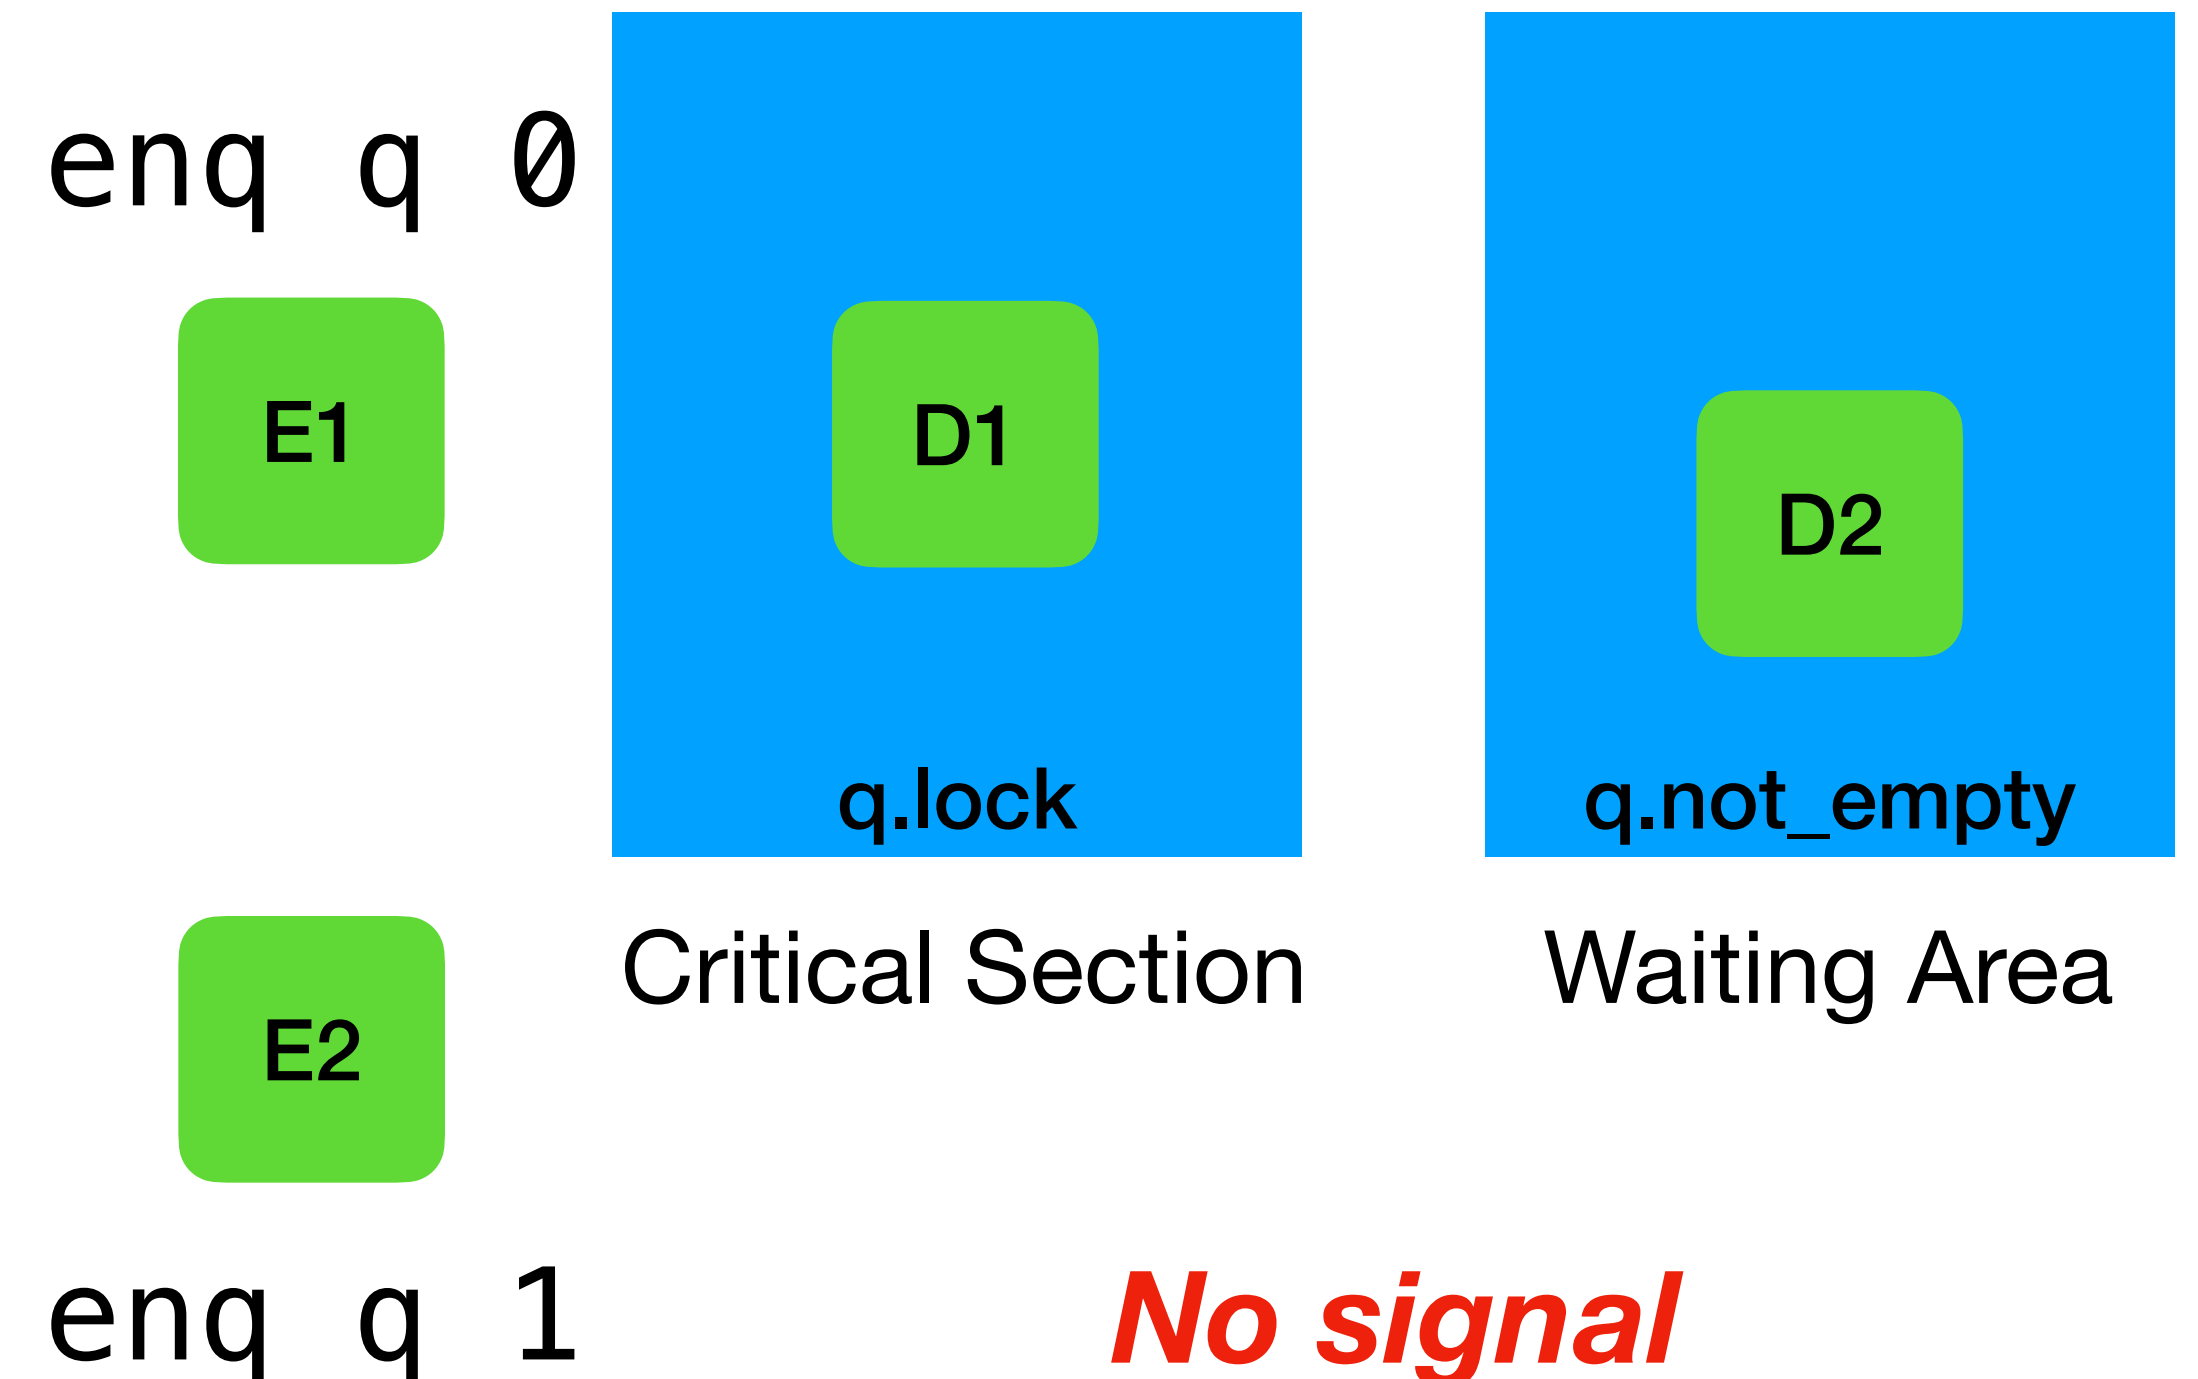 enq q 0
E1
D1
D2
q.lock
q.not_empty
Critical Section
Waiting Area
E2
enq q 1
No signal